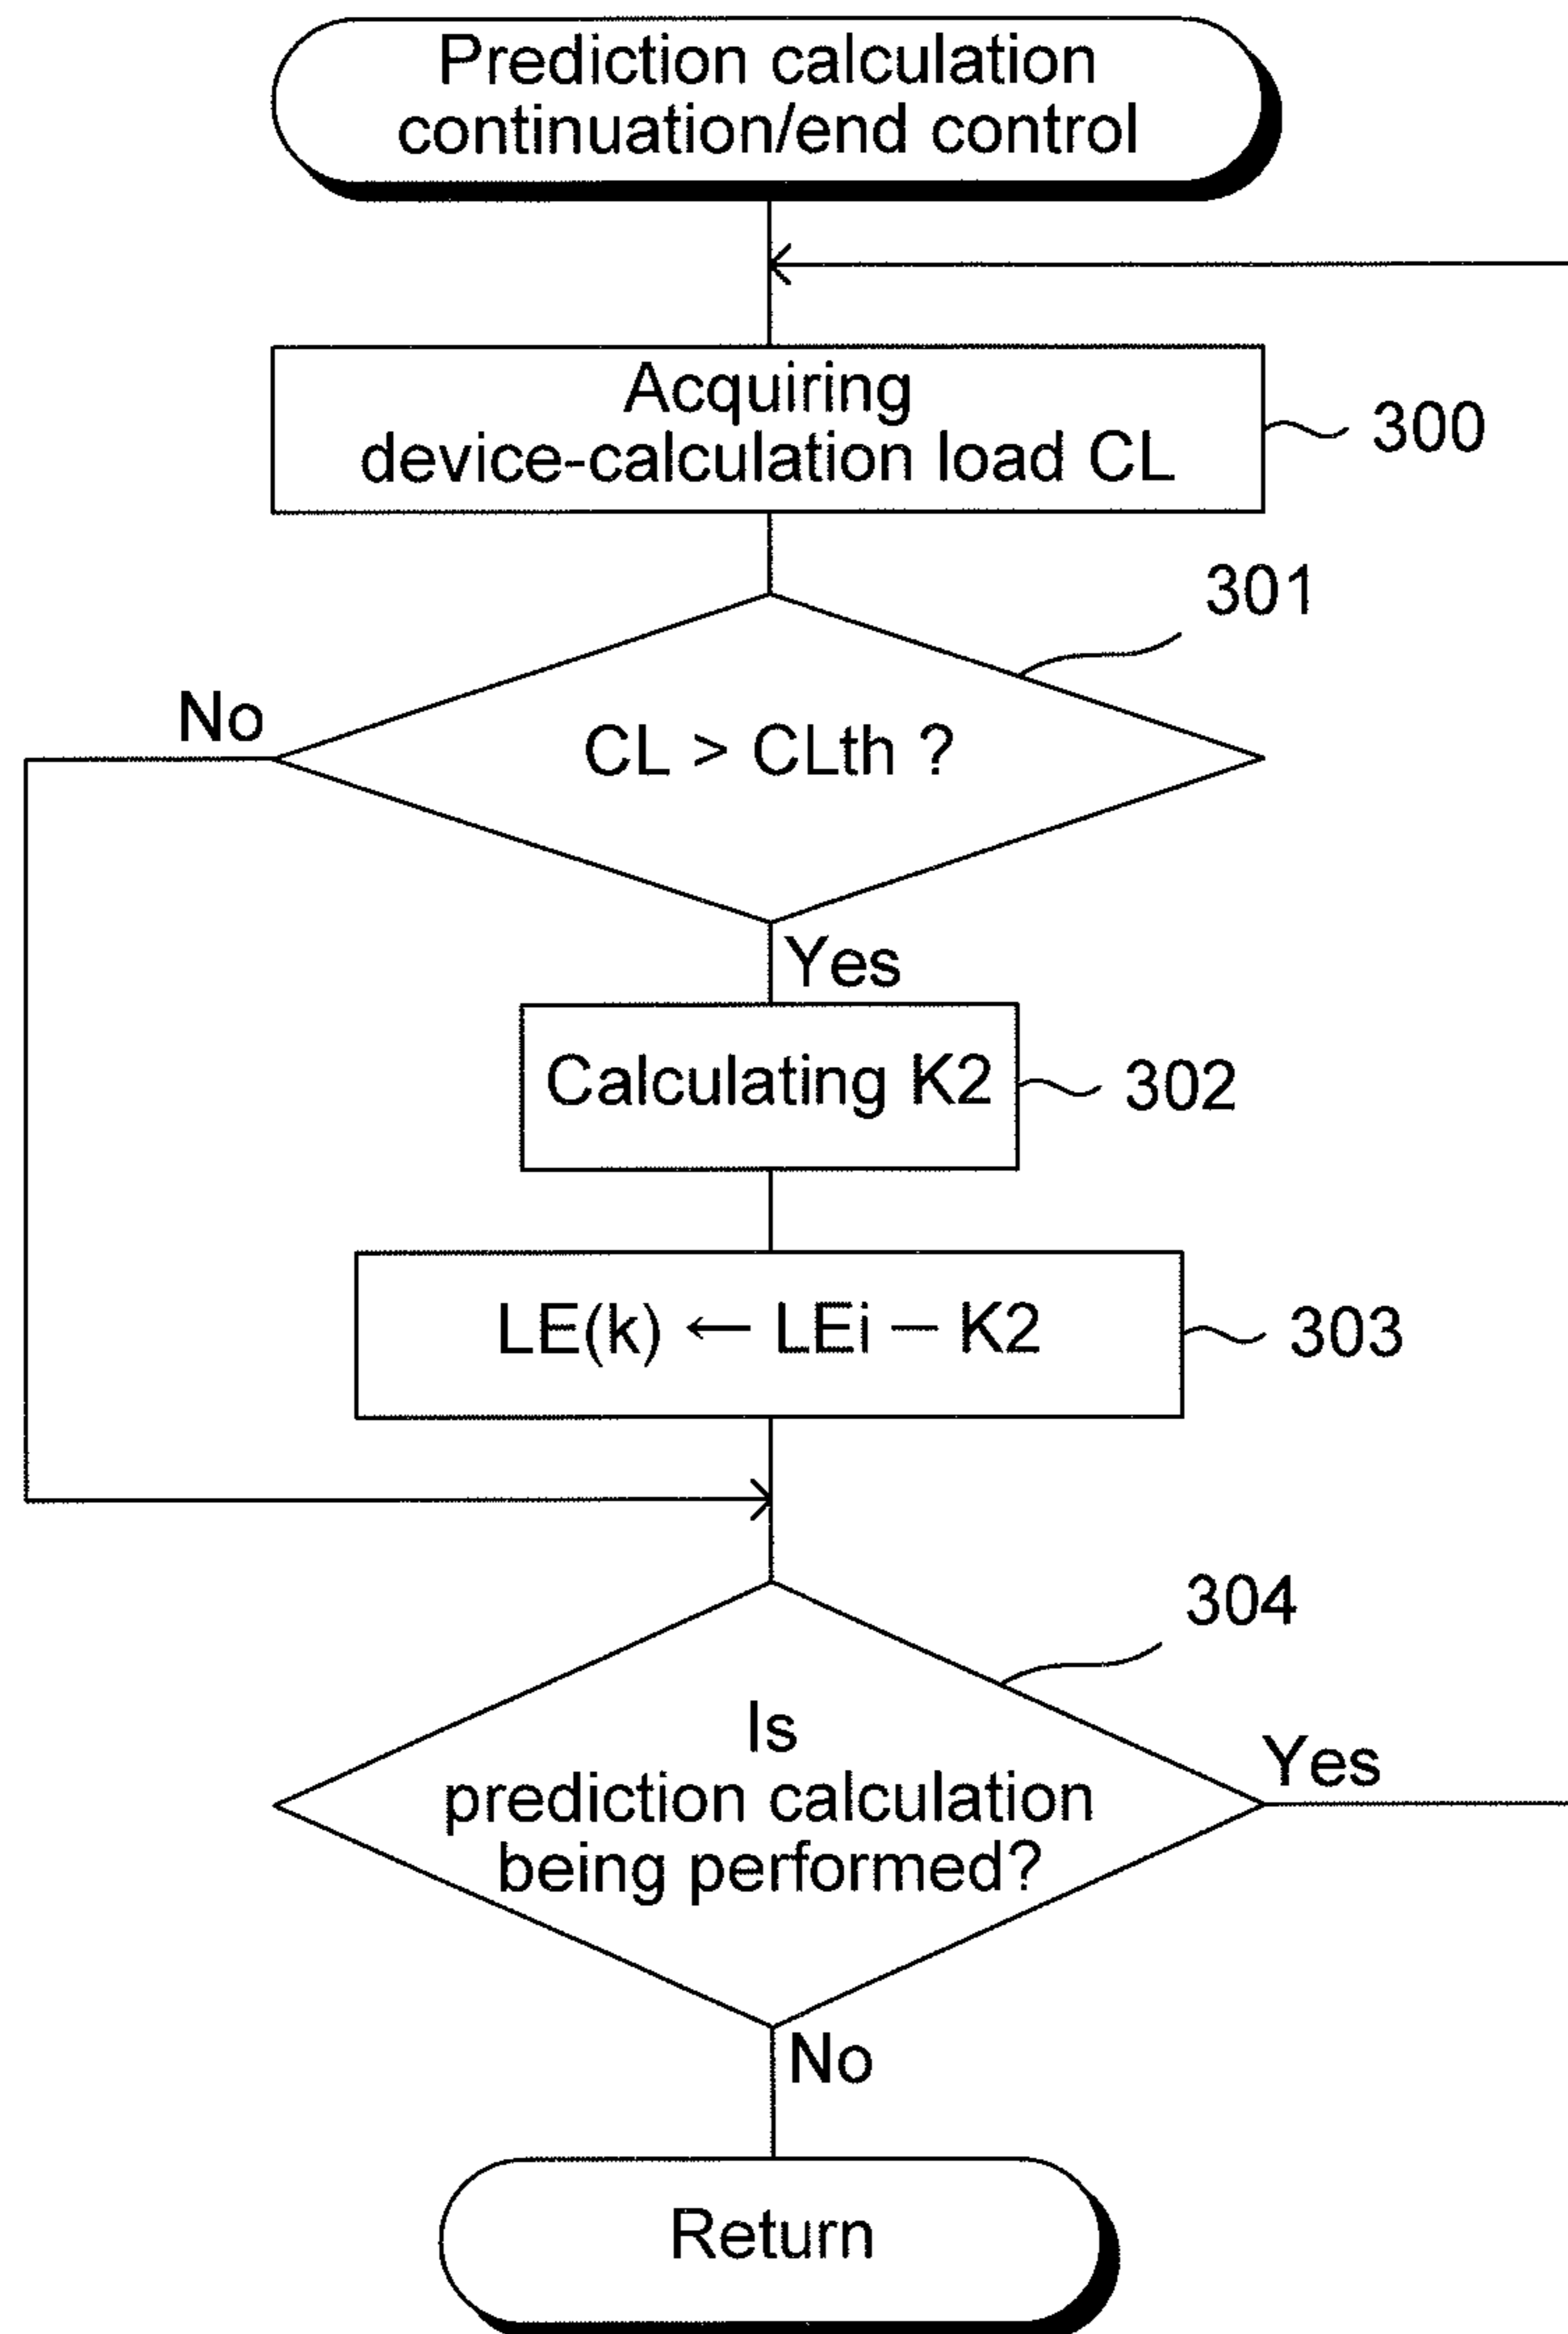 Prediction calculation
continuation/end control
Acquiring
device-calculation load CL
300
301
No
CL > CLth ?
Yes
Calculating K2
302
LE(k) ← LEi − K2
303
304
Is
prediction calculation
being performed?
Yes
No
Return